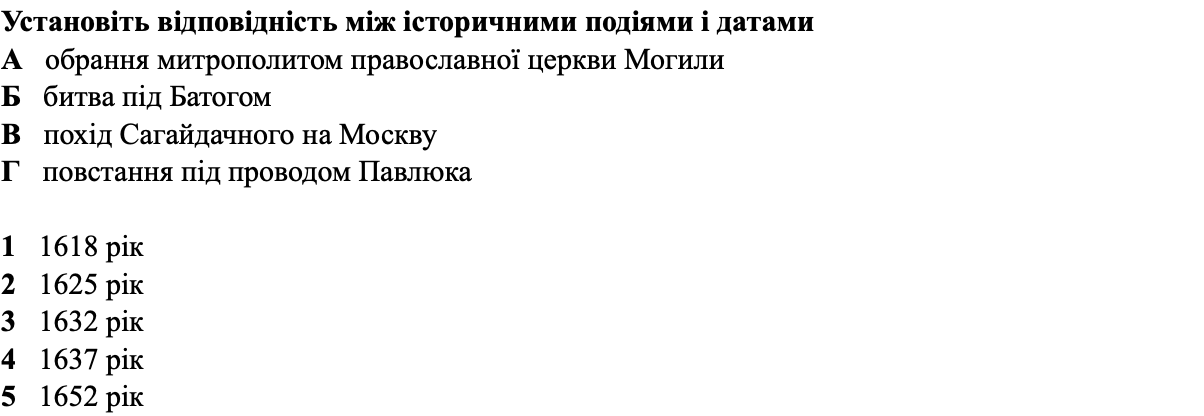 Установіть відповідність між історичними подіями і датами
А обрання митрополитом православної церкви Могили
Б битва під Батогом
В похід Сагайдачного на Москву
Г повстання під проводом Павлюка
1 1618 рік
2 1625 рік
3 1632 рік
4 1637 рік
5 1652 рік